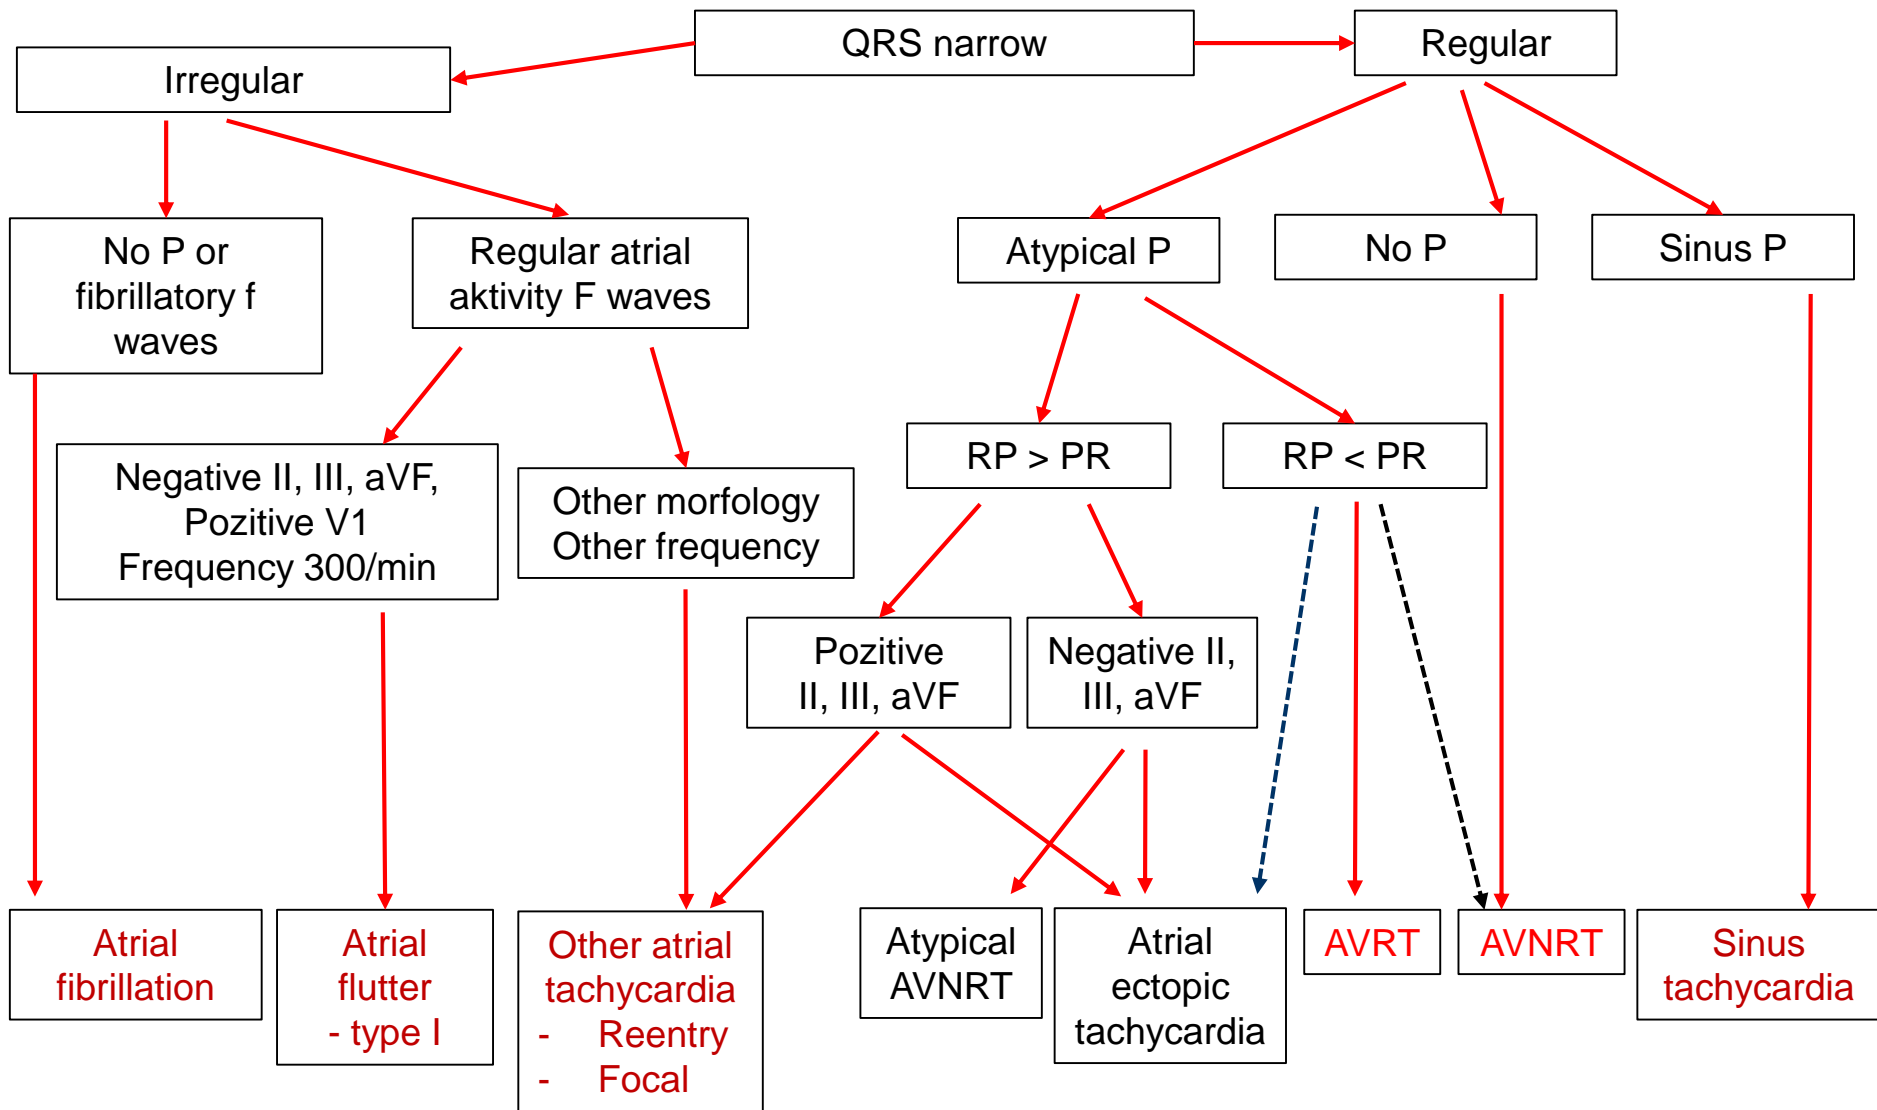 QRS narrow
Regular
Irregular
No P or
fibrillatory f
waves
Regular atrial
aktivity F waves
Atypical P
No P
Sinus P
Negative II, III, aVF,
Pozitive V1
Frequency 300/min
Other morfology
Other frequency
RP > PR
RP < PR
Pozitive
II, III, aVF
Negative II,
III, aVF
Atrial
fibrillation
Atrial
flutter
- type I
Other atrial
tachycardia
- Reentry
- Focal
Atypical
AVNRT
Atrial
ectopic
tachycardia
AVRT
AVNRT
Sinus
tachycardia